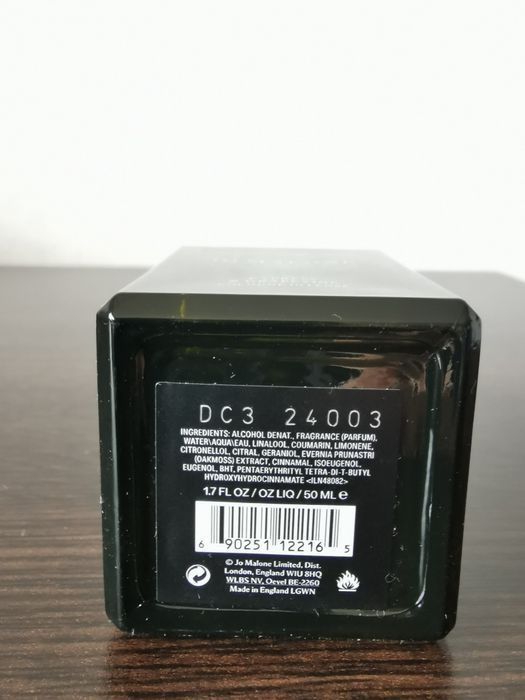 DC3 24003
INGREDIENTS: ALCOHOL DENAT., FRAGRANCE (PARFUM),
WATER\AQUA\EAU, LINALOOL, COUMARIN, LIMONENE,
CITRONELLOL, CITRAL, GERANIOL, EVERNIA PRUNASTRI
(OAKMOSS) EXTRACT, CINNAMAL, ISOEUGENOL,
EUGENOL, BHT, PENTAERYTHRITYL TETRA-DI-T-BUTYL
HYDROXYHYDROCINNAMATE <ILN48082>
1.7 FL OZ / OZ LIQ / 50 ML e
6 90251 12216 5
© Jo Malone Limited, Dist.
London, England W1U 8HQ
WLBS NV, Oevel BE-2260
Made in England LGWN